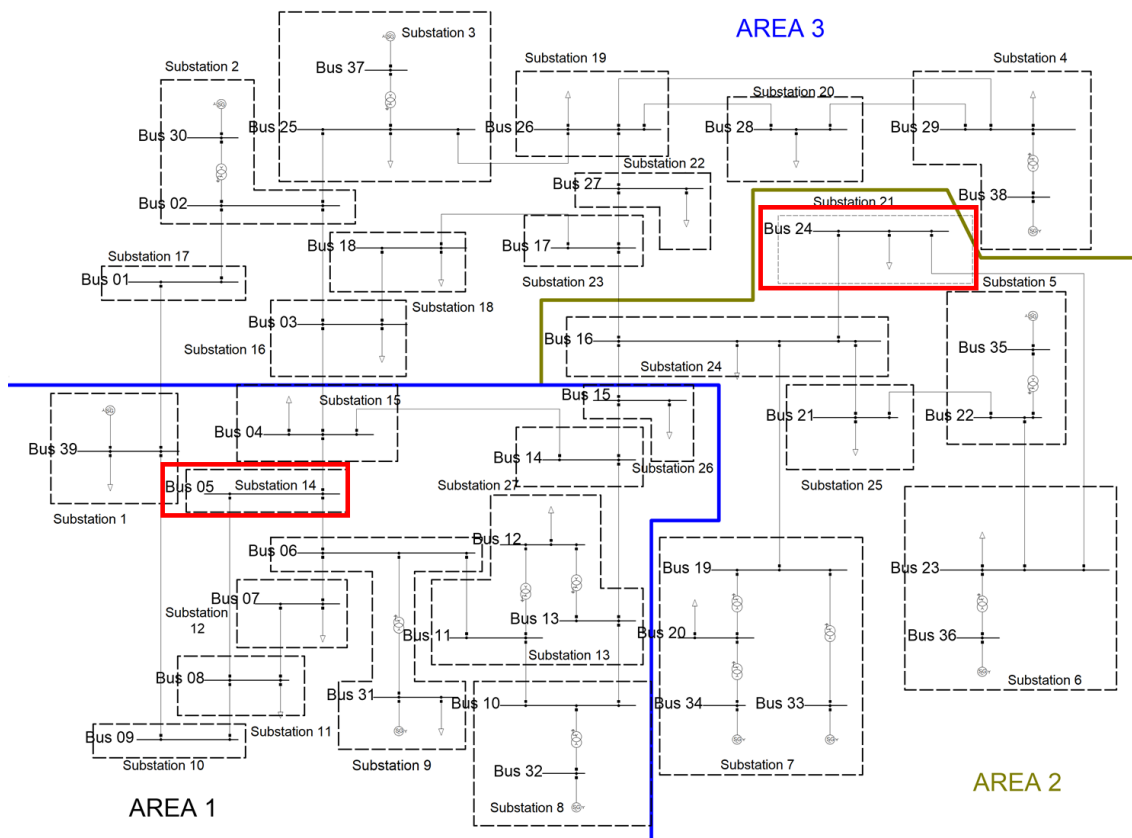 AREA 3
Substation 3
Substation 19
Substation 4
Substation 2
Bus 37
Substation 20
Bus 30
Bus 25
Bus 26
Bus 28
Bus 29
Substation 22
Bus 27
Bus 02
Bus 38
Substation 21
Bus 24
Bus 18
Bus 17
Substation 17
Bus 01
Substation 23
Substation 5
Substation 18
Bus 03
Substation 16
Bus 16
Bus 35
Substation 24
Bus 15
Substation 15
Bus 04
Bus 21
Bus 22
Bus 39
Bus 14
Substation 26
Substation 27
Substation 25
Bus 05
Substation 14
Substation 1
Bus 12
Bus 06
Bus 19
Bus 23
Bus 07
Substation
12
Bus 13
Bus 11
Bus 20
Bus 36
Substation 13
Bus 08
Substation 6
Bus 31
Bus 10
Bus 34
Bus 33
Substation 11
Bus 09
Substation 10
Substation 9
Substation 7
Bus 32
AREA 2
Substation 8
AREA 1